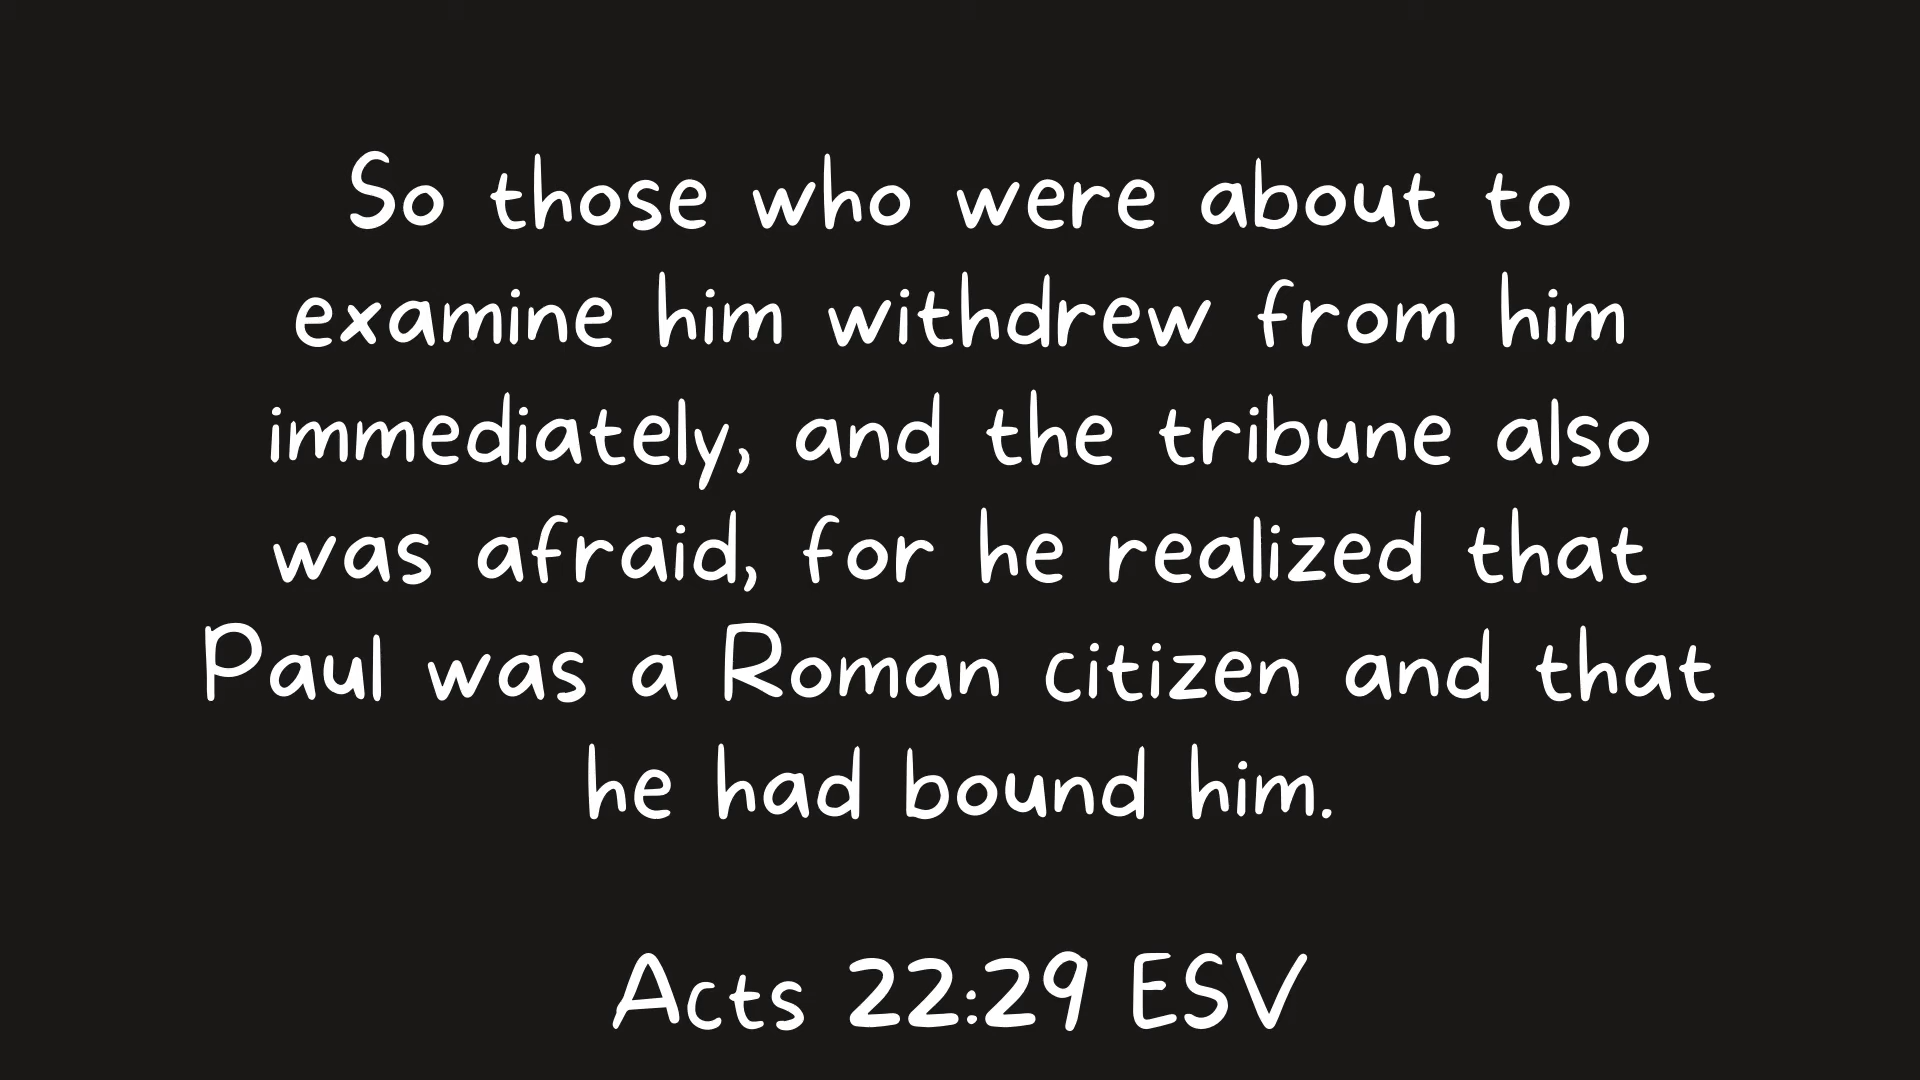 So those who were about to
examine him withdrew from him
immediately, and the tribune also
was afraid, for he realized that
Paul was a Roman citizen and that
he had bound him.
Acts 22:29 ESV